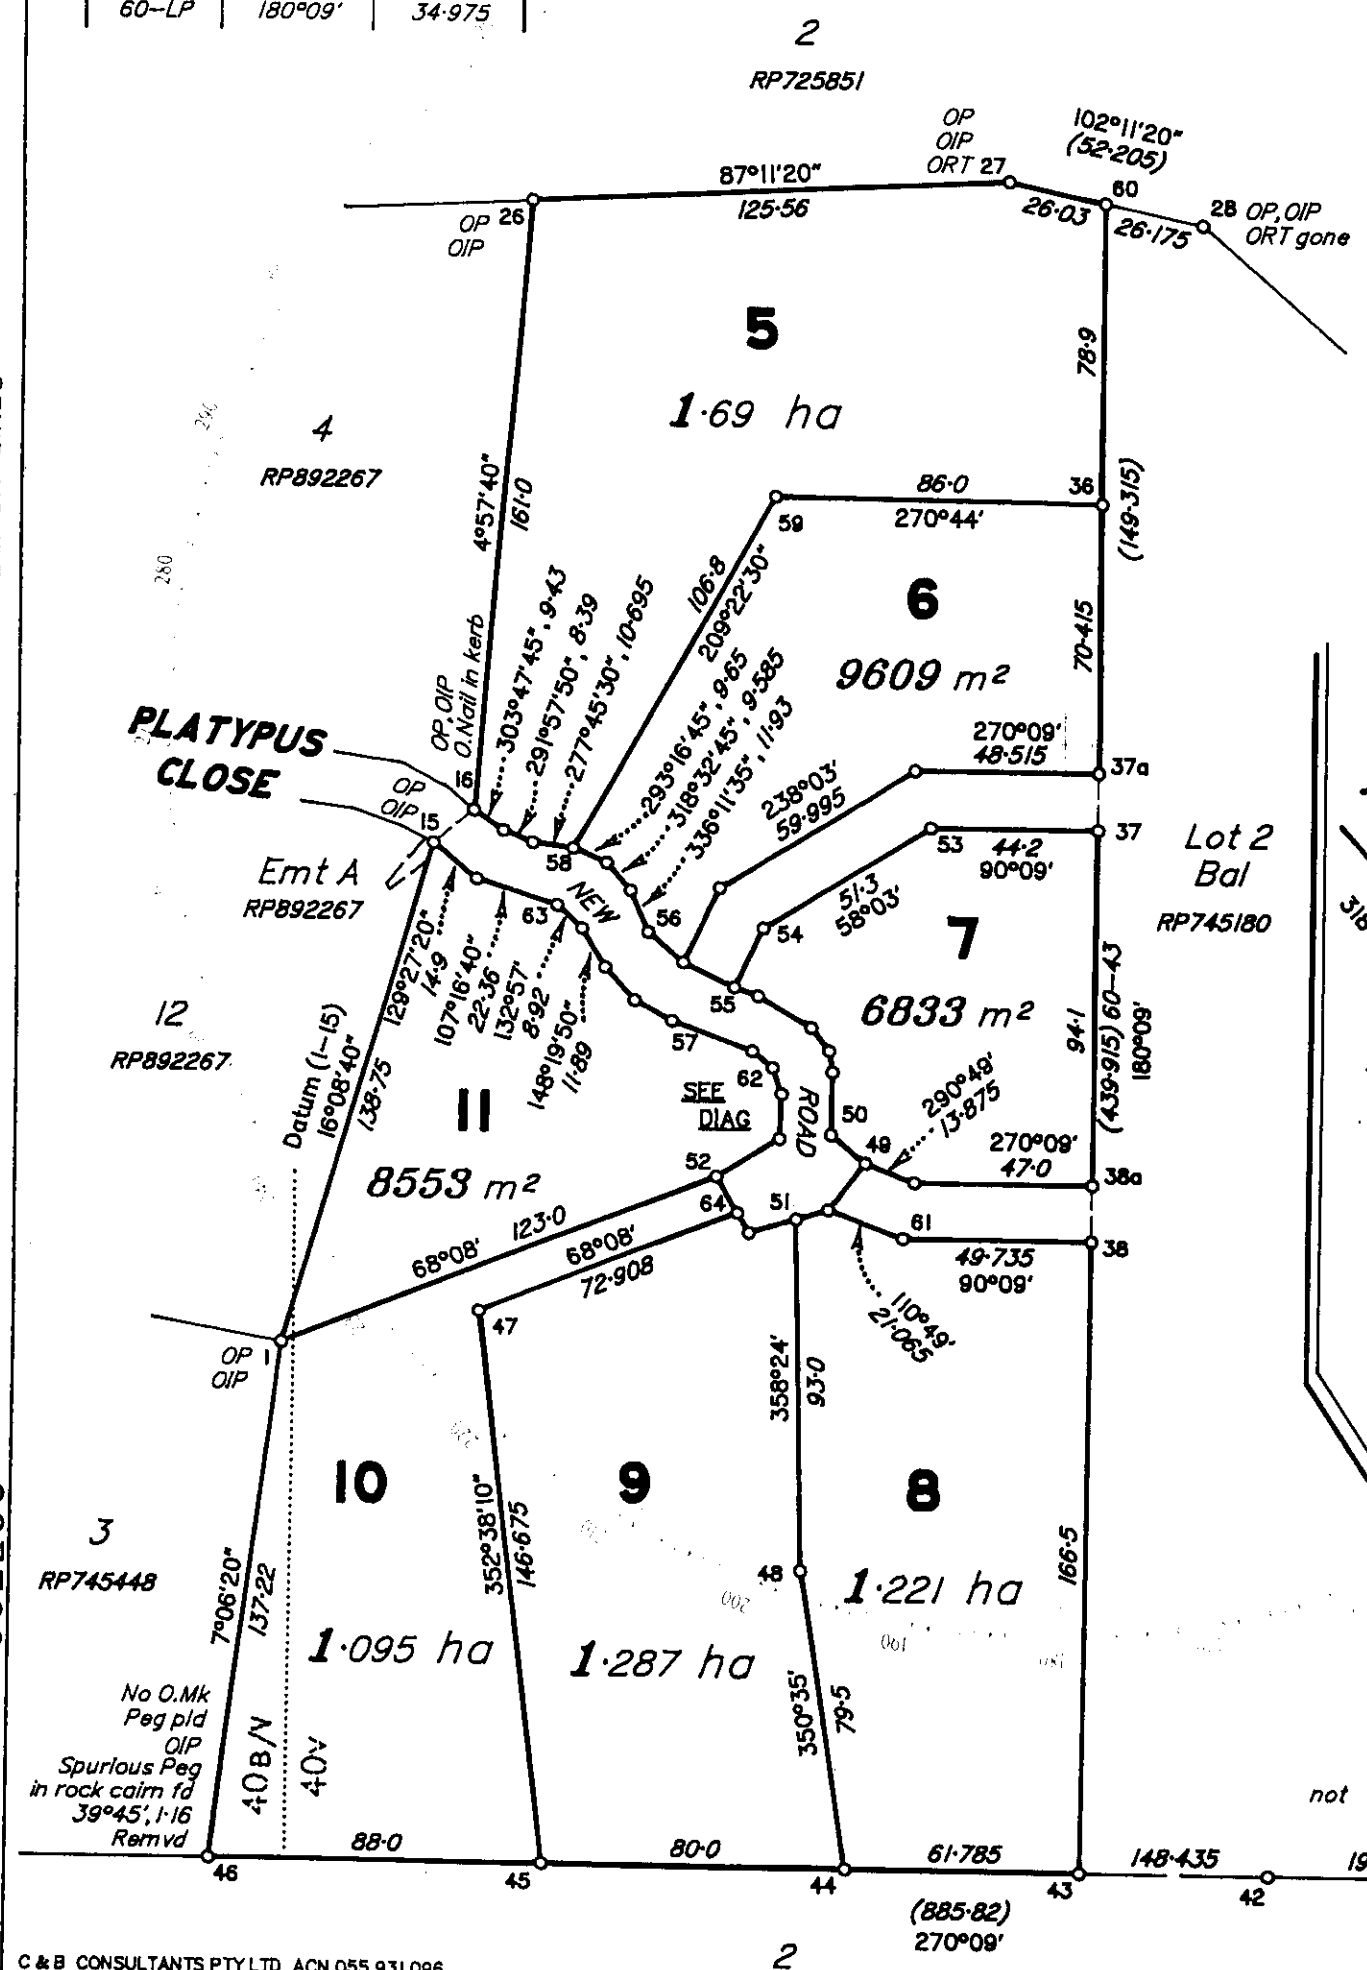 60-LP 180°09' 34·975
2
RP725851
OP
OIP
ORT 27
102°11'20"
(52·205)
87°11'20"
125·56
26·03
60
26·175
28 OP,OIP
ORT gone
OP 26
OIP
5
1·69 ha
78·9
290
4
RP892267
4°57'40"
161·0
86·0
270°44'
36
59
(149·315)
280
106·8
209°22'30"
6
9609 m²
70·415
303°47'45", 9·43
291°57'50", 8·39
277°45'30", 10·695
293°16'45", 9·65
318°32'45", 9·585
336°11'35", 11·93
OP,OIP
O.Nail in kerb
16
PLATYPUS
CLOSE
OP
OIP
15
270°09'
48·515
37a
238°03'
59·995
37
Lot 2
Bal
RP745180
53
44·2
90°09'
51·3
58°03'
54
58
NEW
56
63
Emt A
RP892267
129°27'20"
14·9
107°16'40"
22·36
132°57'
8·92
148°19'50"
11·89
7
6833 m²
55
57
94·1
(439·915) 60-43
180°09'
12
RP892267
Datum (1-15)
16°08'40"
138·75
11
8553 m²
62
SEE
DIAG
ROAD
50
49
290°49'
13·875
270°09'
47·0
38a
52
64
51
61
38
49·735
90°09'
110°49'
21·065
68°08'
123·0
68°08'
72·908
47
OP 1
OIP
358°24'
93·0
10
9
8
352°38'10"
146·675
3
RP745448
7°06'20"
137·22
48
1·221 ha
166·5
200
190
180
1·095 ha
1·287 ha
350°35'
79·5
No O.Mk
Peg pld
OIP
Spurious Peg
in rock cairn fd
39°45', 1·16
Remvd
40B/V
40V
not
46
88·0
45
80·0
44
61·785
43
148·435
42
19
(885·82)
270°09'
2
C & B CONSULTANTS PTY LTD ACN 055 931 096